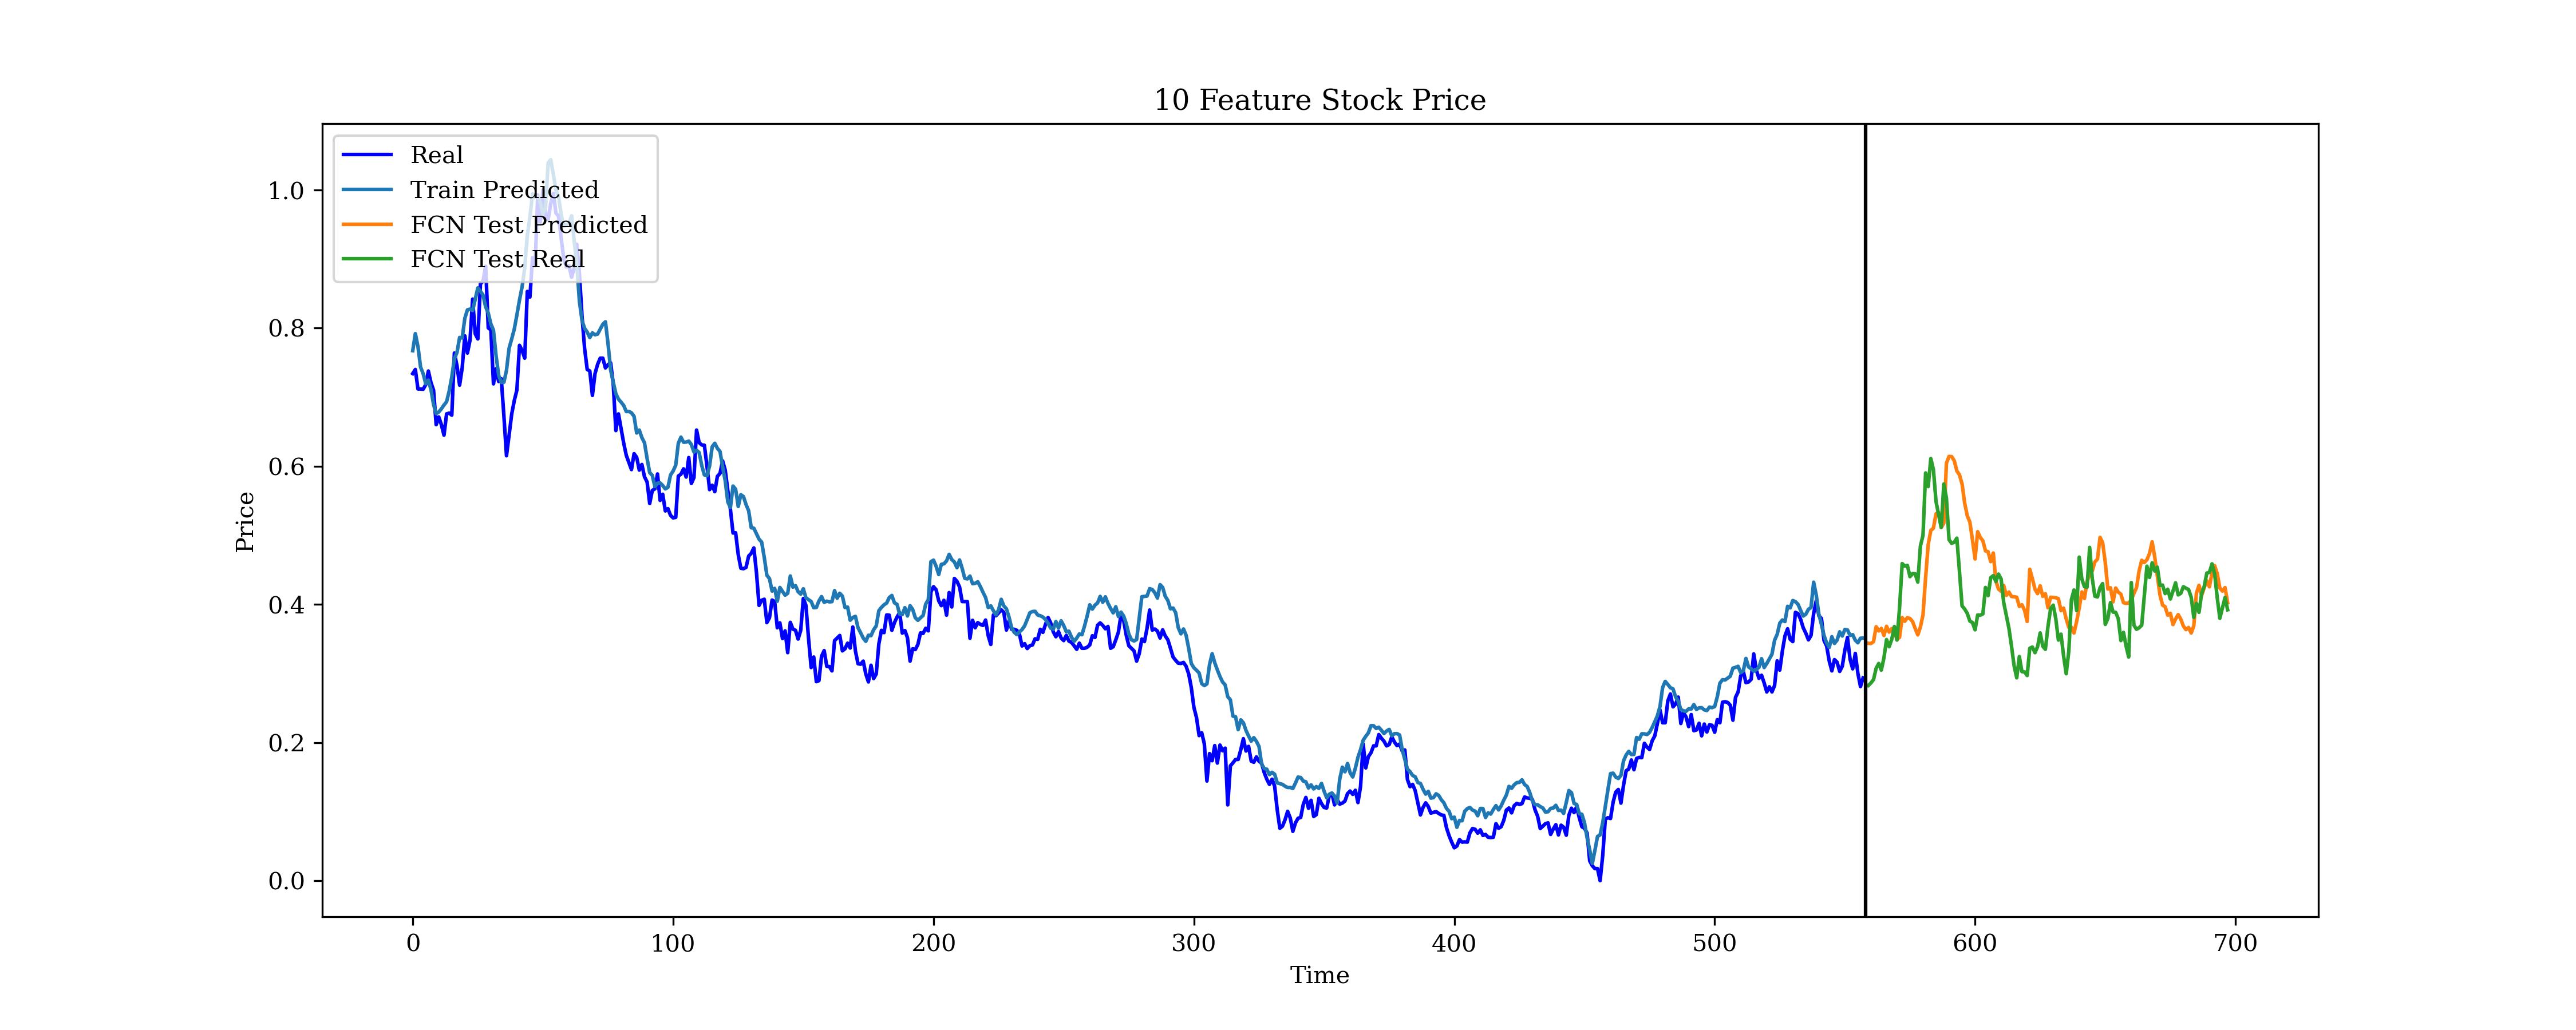 10 Feature Stock Price
Real
Train Predicted
FCN Test Predicted
FCN Test Real
1.0
0.8
0.6
0.4
0.2
0.0
Price
0 100 200 300 400 500 600 700
Time